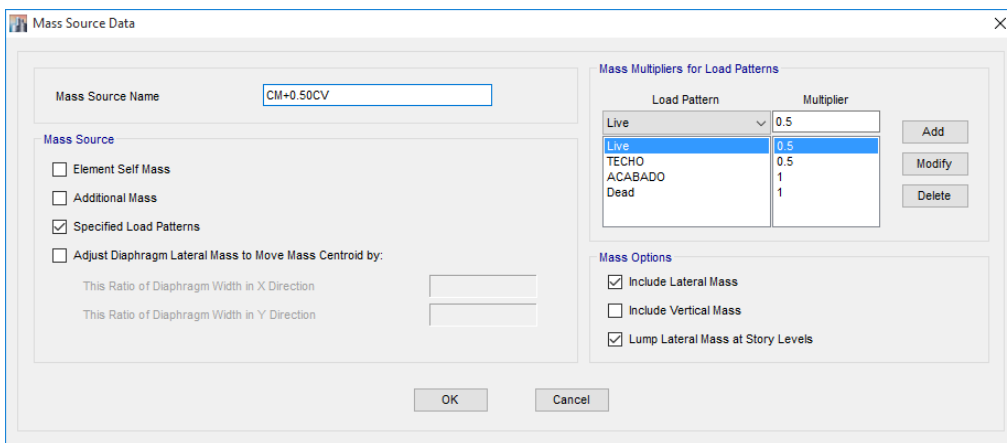 Mass Source Data
Mass Source Name
CM+0.50CV
Mass Source
Element Self Mass
Additional Mass
Specified Load Patterns
Adjust Diaphragm Lateral Mass to Move Mass Centroid by:
This Ratio of Diaphragm Width in X Direction
This Ratio of Diaphragm Width in Y Direction
Mass Multipliers for Load Patterns
Load Pattern Multiplier
Live 0.5
Live 0.5
TECHO 0.5
ACABADO 1
Dead 1
Add
Modify
Delete
Mass Options
Include Lateral Mass
Include Vertical Mass
Lump Lateral Mass at Story Levels
OK Cancel